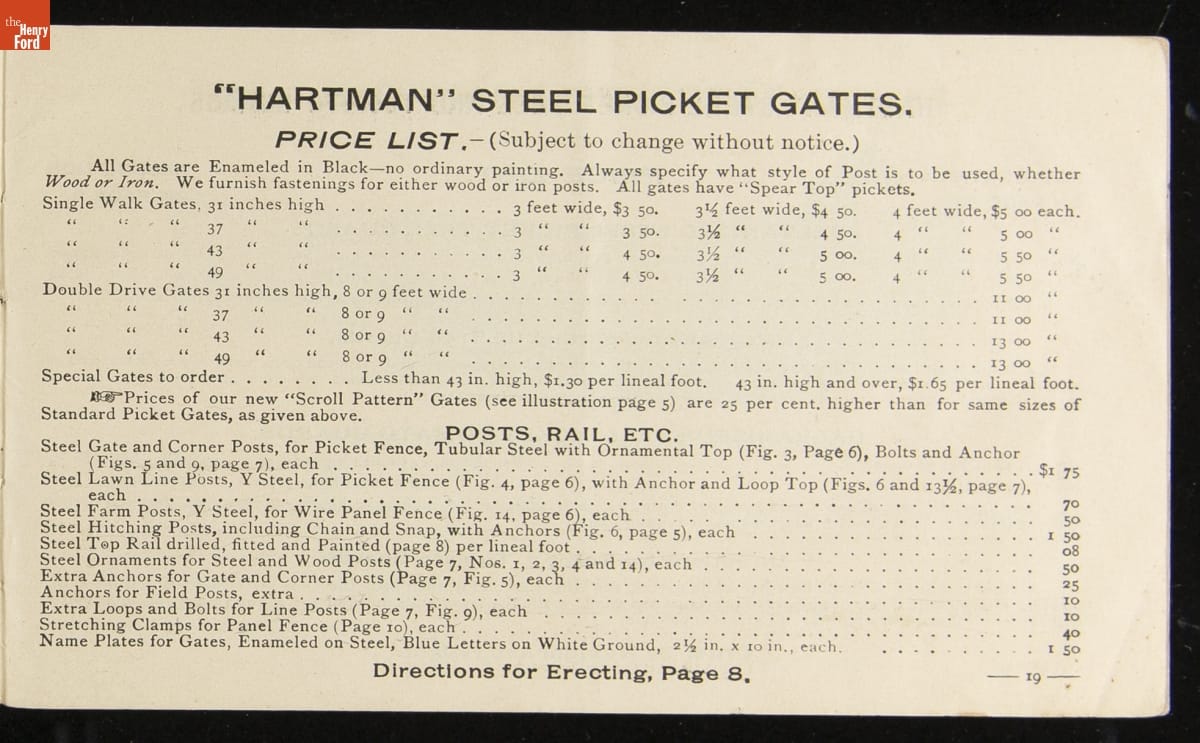 the
Henry
Ford
"HARTMAN" STEEL PICKET GATES.
PRICE LIST.—(Subject to change without notice.)
All Gates are Enameled in Black—no ordinary painting. Always specify what style of Post is to be used, whether
Wood or Iron. We furnish fastenings for either wood or iron posts. All gates have "Spear Top" pickets.
Single Walk Gates, 31 inches high . . . . . . . . . . . 3 feet wide, $3 50. 3½ feet wide, $4 50. 4 feet wide, $5 00 each.
" " " 37 " " . . . . . . . . . . . 3 " " 3 50. 3½ " " 4 50. 4 " " 5 00 "
" " " 43 " " . . . . . . . . . . . 3 " " 4 50. 3½ " " 5 00. 4 " " 5 50 "
" " " 49 " " . . . . . . . . . . . 3 " " 4 50. 3½ " " 5 00. 4 " " 5 50 "
Double Drive Gates 31 inches high, 8 or 9 feet wide . . . . . . . . . . . . . . . . . . . . 11 00 "
" " " 37 " " 8 or 9 " " . . . . . . . . . . . . . . . . . . . . 11 00 "
" " " 43 " " 8 or 9 " " . . . . . . . . . . . . . . . . . . . . 13 00 "
" " " 49 " " 8 or 9 " " . . . . . . . . . . . . . . . . . . . . 13 00 "
Special Gates to order . . . . . . . . Less than 43 in. high, $1.30 per lineal foot. 43 in. high and over, $1.65 per lineal foot.
☞Prices of our new "Scroll Pattern" Gates (see illustration page 5) are 25 per cent. higher than for same sizes of
Standard Picket Gates, as given above.
POSTS, RAIL, ETC.
Steel Gate and Corner Posts, for Picket Fence, Tubular Steel with Ornamental Top (Fig. 3, Page 6), Bolts and Anchor
(Figs. 5 and 9, page 7), each . . . . . . . . . . . . . . . . . . . . $1 75
Steel Lawn Line Posts, Y Steel, for Picket Fence (Fig. 4, page 6), with Anchor and Loop Top (Figs. 6 and 13½, page 7),
each . . . . . . . . . . . . . . . . . . . . 70
Steel Farm Posts, Y Steel, for Wire Panel Fence (Fig. 14, page 6), each . . . . . . . . . . . . 50
Steel Hitching Posts, including Chain and Snap, with Anchors (Fig. 6, page 5), each . . . . . . . . . . 1 50
Steel Top Rail drilled, fitted and Painted (page 8) per lineal foot . . . . . . . . . . . . . . 08
Steel Ornaments for Steel and Wood Posts (Page 7, Nos. 1, 2, 3, 4 and 14), each . . . . . . . . . . 50
Extra Anchors for Gate and Corner Posts (Page 7, Fig. 5), each . . . . . . . . . . . . . . 25
Anchors for Field Posts, extra . . . . . . . . . . . . . . . . . . . . 10
Extra Loops and Bolts for Line Posts (Page 7, Fig. 9), each . . . . . . . . . . . . . . 10
Stretching Clamps for Panel Fence (Page 10), each . . . . . . . . . . . . . . . . 40
Name Plates for Gates, Enameled on Steel, Blue Letters on White Ground, 2½ in. x 10 in., each. . . . . . . . . . 1 50
Directions for Erecting, Page 8.
— 19 —